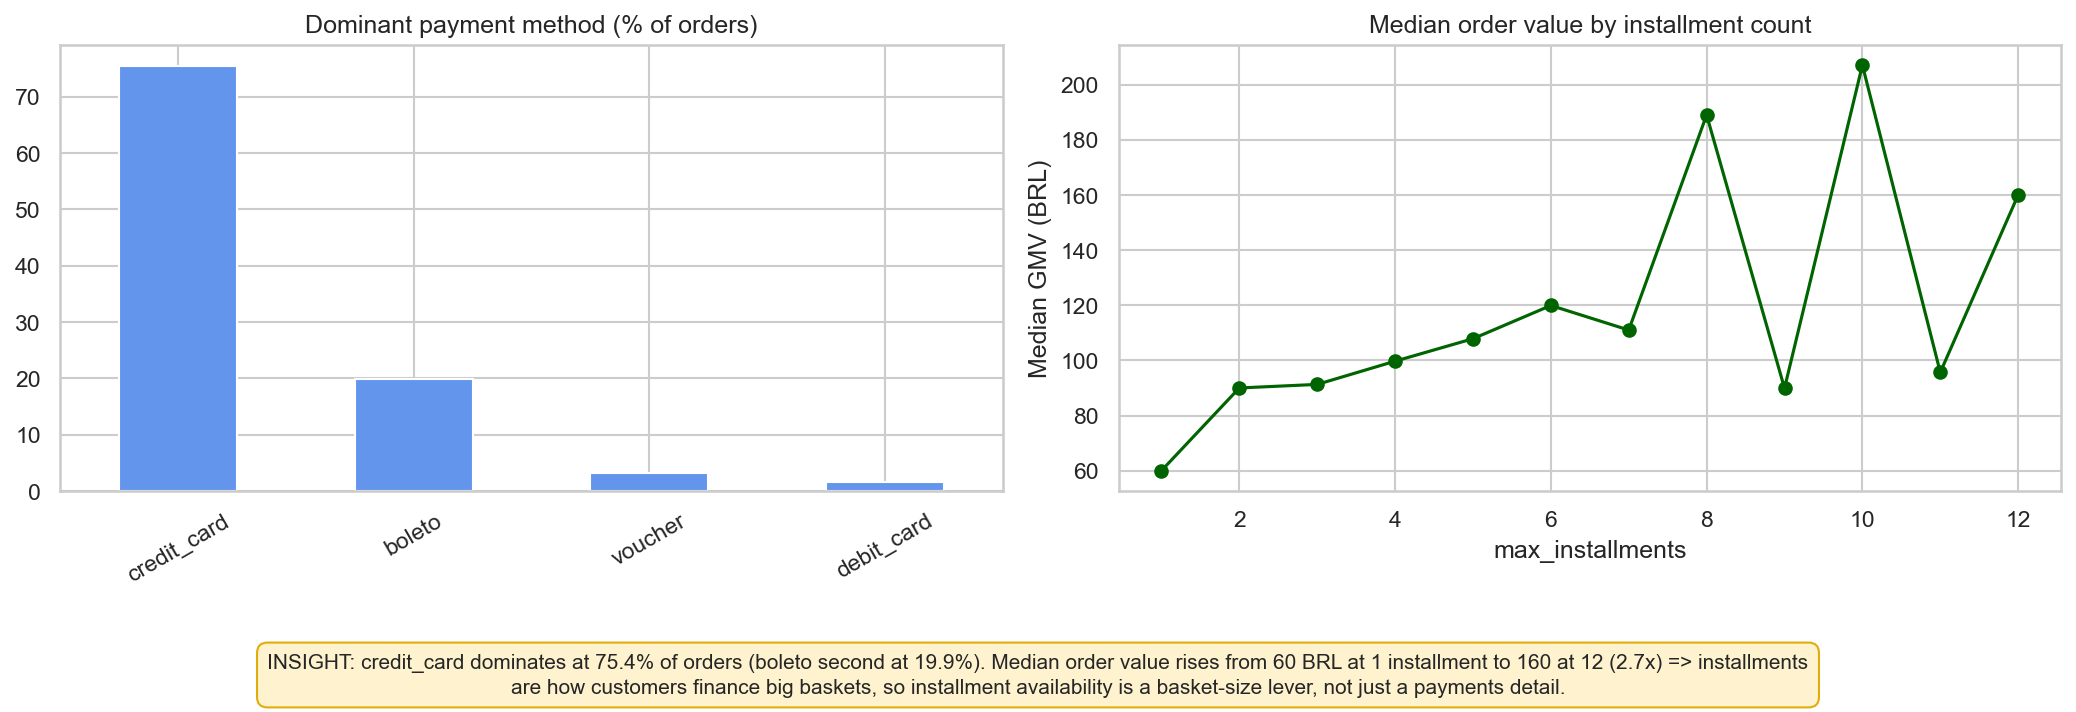 Dominant payment method (% of orders)
70
60
50
40
30
20
10
0
credit_card
boleto
voucher
debit_card
Median order value by installment count
Median GMV (BRL)
200
180
160
140
120
100
80
60
2
4
6
8
10
12
max_installments
INSIGHT: credit_card dominates at 75.4% of orders (boleto second at 19.9%). Median order value rises from 60 BRL at 1 installment to 160 at 12 (2.7x) => installments
are how customers finance big baskets, so installment availability is a basket-size lever, not just a payments detail.